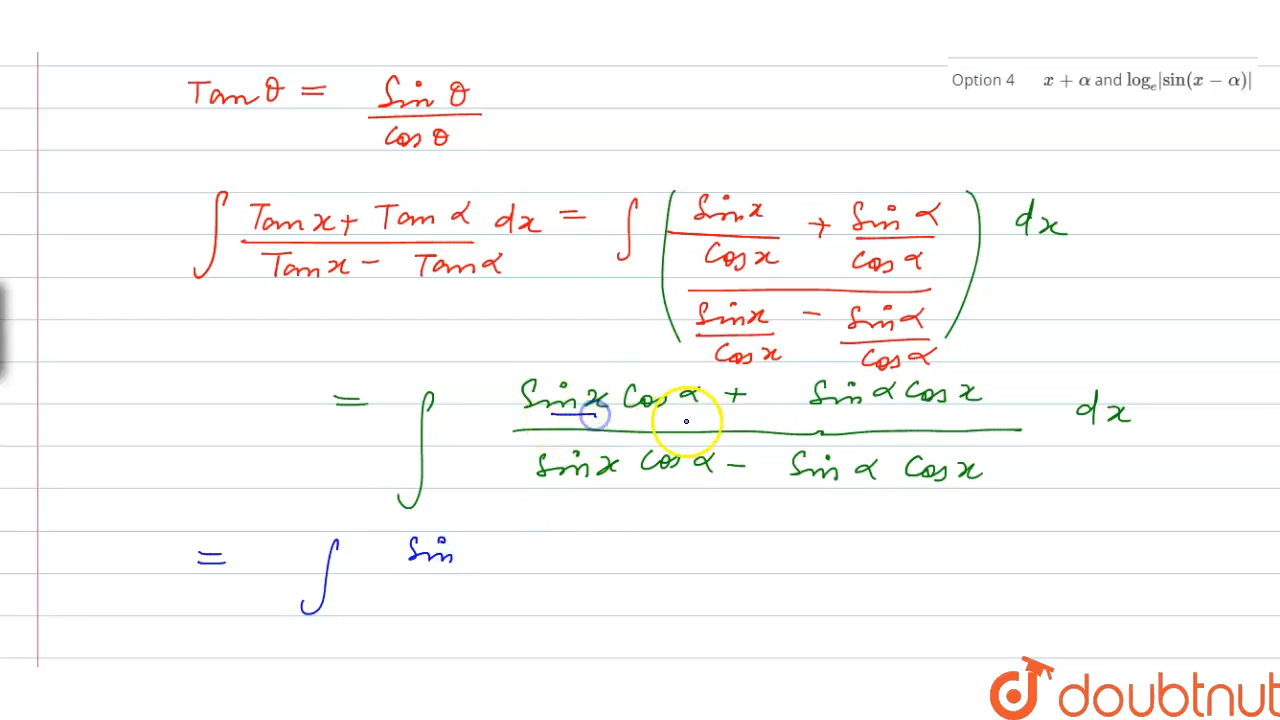 Option 4 x + α and logₑ|sin(x − α)|
Tan θ = Sin θ / Cos θ
∫ Tan x + Tan α / Tan x − Tan α dx = ∫ ( Sin x / Cos x + Sin α / Cos α / Sin x / Cos x − Sin α / Cos α ) dx
= ∫ Sin x Cos α + Sin α Cos x / Sin x Cos α − Sin α Cos x dx
= ∫ Sin
doubtnut